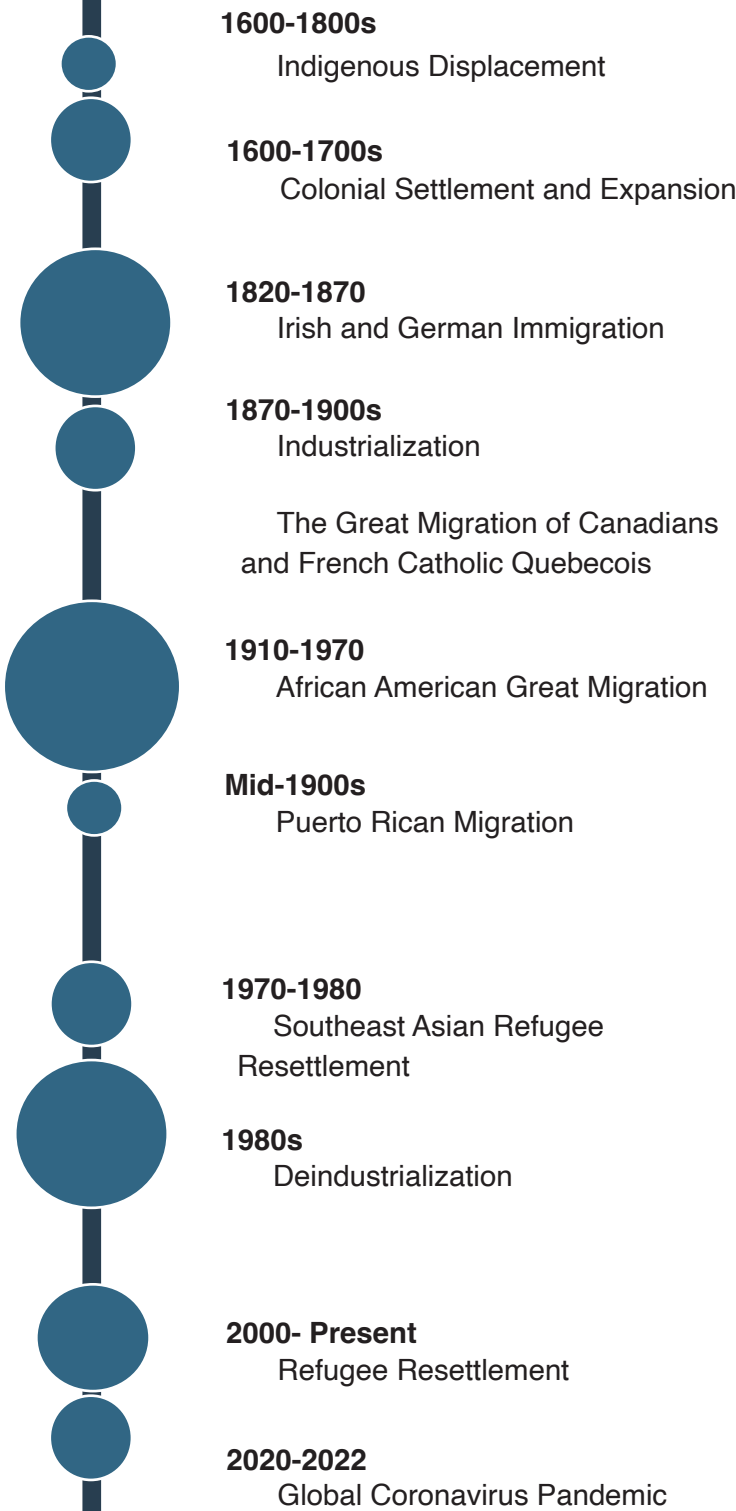 1600-1800s
Indigenous Displacement
1600-1700s
Colonial Settlement and Expansion
1820-1870
Irish and German Immigration
1870-1900s
Industrialization
The Great Migration of Canadians
and French Catholic Quebecois
1910-1970
African American Great Migration
Mid-1900s
Puerto Rican Migration
1970-1980
Southeast Asian Refugee
Resettlement
1980s
Deindustrialization
2000- Present
Refugee Resettlement
2020-2022
Global Coronavirus Pandemic